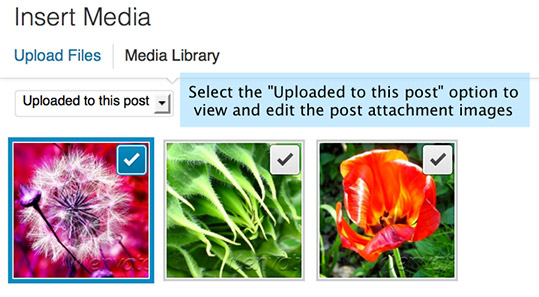 Insert Media
Upload Files
Media Library
Uploaded to this post
Select the "Uploaded to this post" option to
view and edit the post attachment images